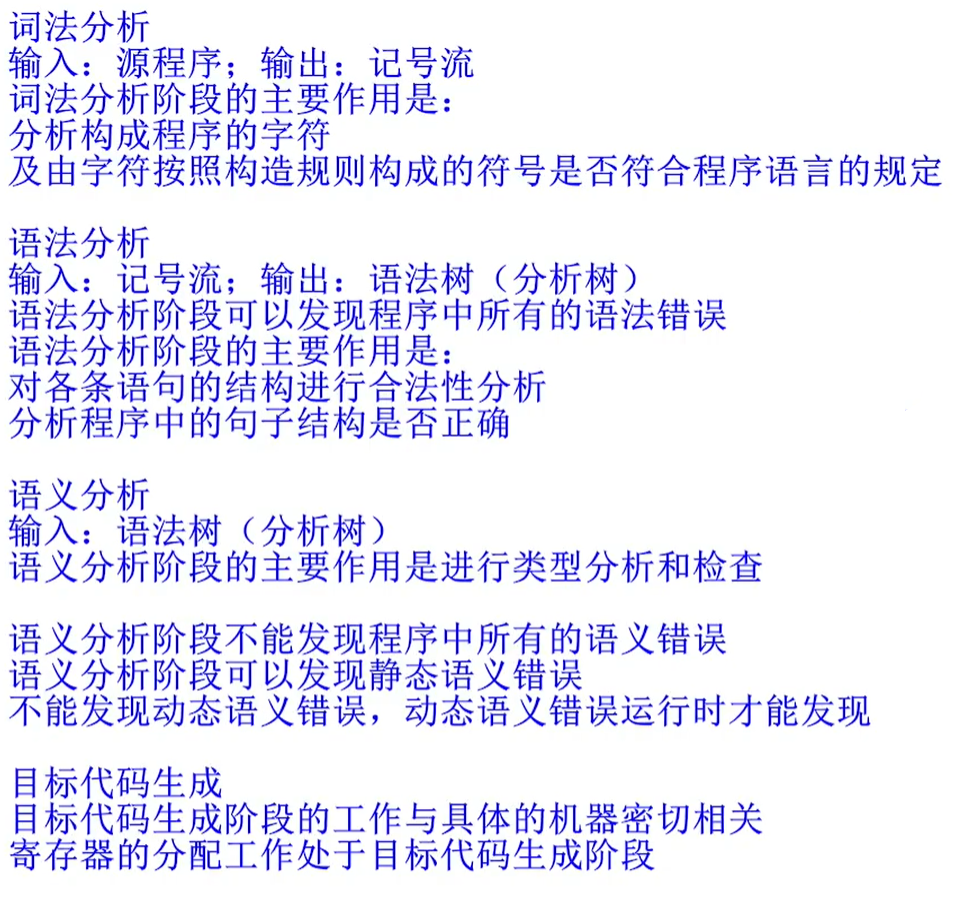 词法分析
输入：源程序；输出：记号流
词法分析阶段的主要作用是：
分析构成程序的字符
及由字符按照构造规则构成的符号是否符合程序语言的规定
语法分析
输入：记号流；输出：语法树（分析树）
语法分析阶段可以发现程序中所有的语法错误
语法分析阶段的主要作用是：
对各条语句的结构进行合法性分析
分析程序中的句子结构是否正确
语义分析
输入：语法树（分析树）
语义分析阶段的主要作用是进行类型分析和检查
语义分析阶段不能发现程序中所有的语义错误
语义分析阶段可以发现静态语义错误
不能发现动态语义错误，动态语义错误运行时才能发现
目标代码生成
目标代码生成阶段的工作与具体的机器密切相关
寄存器的分配工作处于目标代码生成阶段